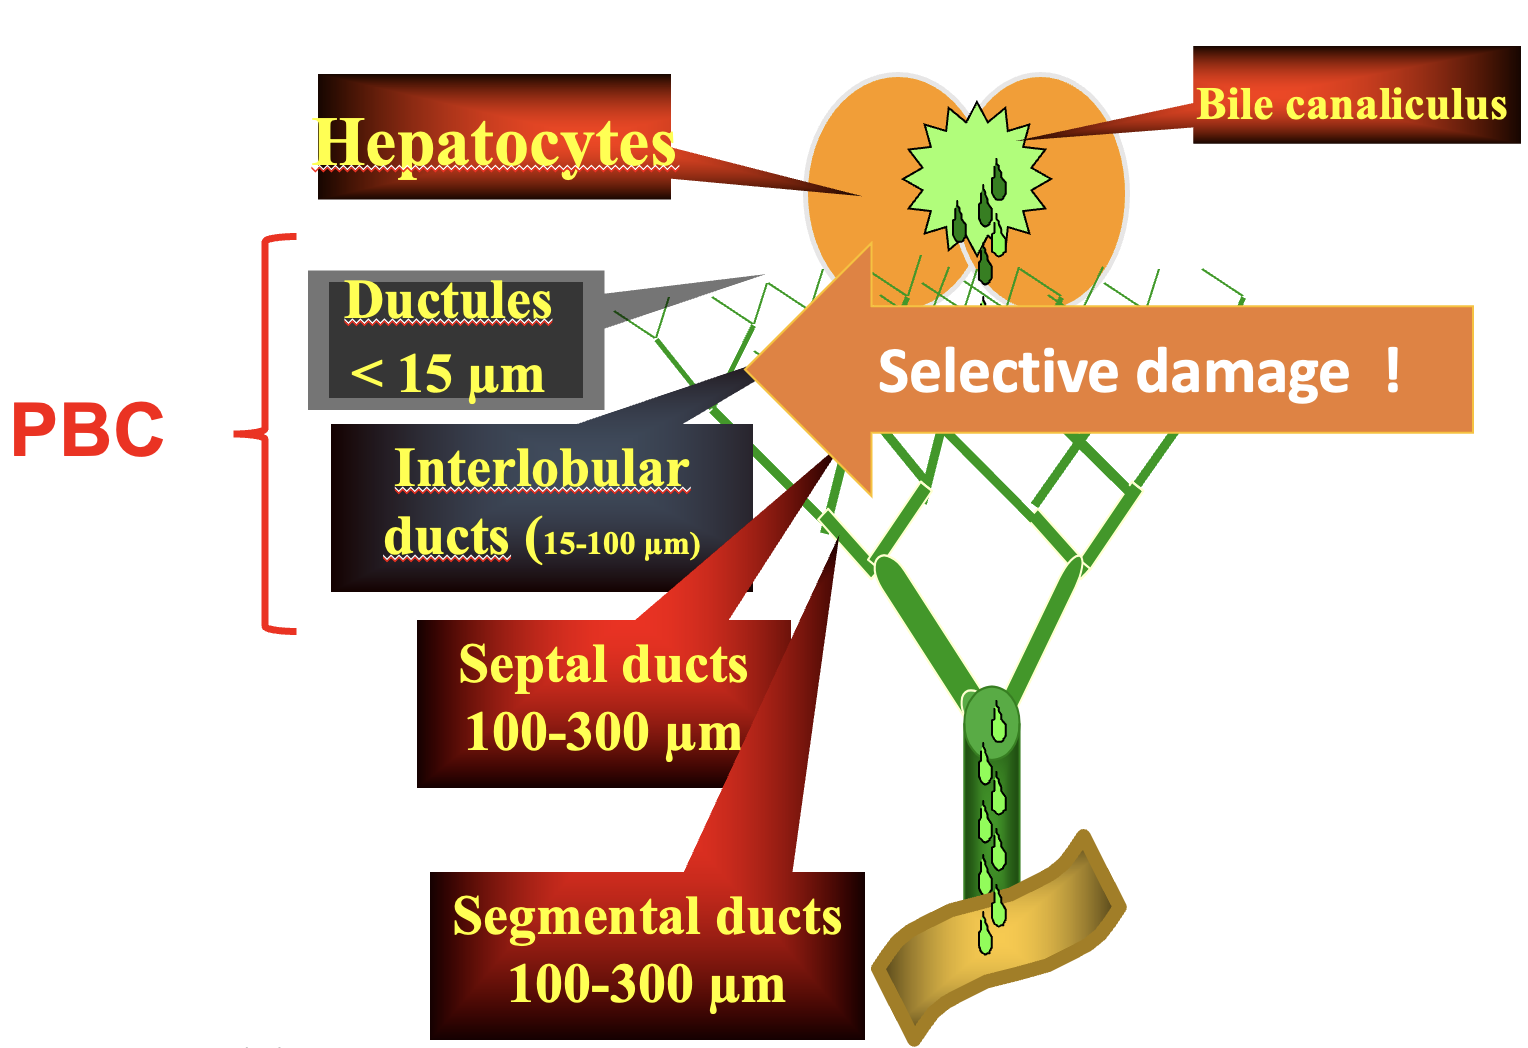 Bile canaliculus
Hepatocytes
Ductules
< 15 µm
Selective damage !
PBC
Interlobular
ducts (15-100 µm)
Septal ducts
100-300 µm
Segmental ducts
100-300 µm